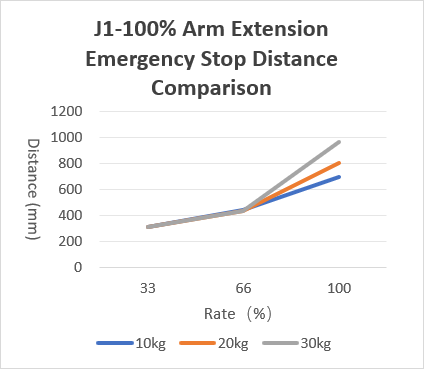 J1-100% Arm Extension
Emergency Stop Distance
Comparison
1200
1000
800
600
400
200
0
Distance (mm)
33 66 100
Rate（%）
10kg 20kg 30kg